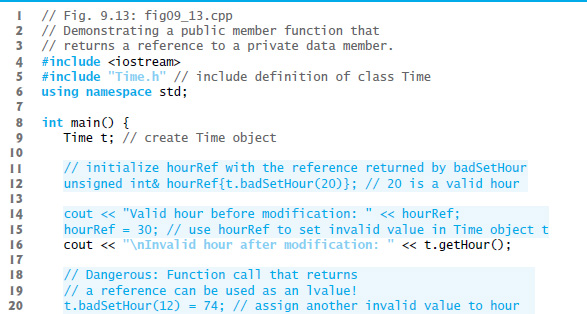 1 // Fig. 9.13: fig09_13.cpp
2 // Demonstrating a public member function that
3 // returns a reference to a private data member.
4 #include <iostream>
5 #include "Time.h" // include definition of class Time
6 using namespace std;
7
8 int main() {
9 Time t; // create Time object
10
11 // initialize hourRef with the reference returned by badSetHour
12 unsigned int& hourRef{t.badSetHour(20)}; // 20 is a valid hour
13
14 cout << "Valid hour before modification: " << hourRef;
15 hourRef = 30; // use hourRef to set invalid value in Time object t
16 cout << "\nInvalid hour after modification: " << t.getHour();
17
18 // Dangerous: Function call that returns
19 // a reference can be used as an lvalue!
20 t.badSetHour(12) = 74; // assign another invalid value to hour